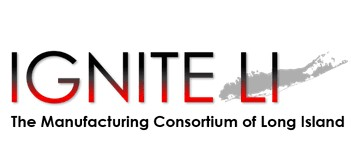 IGNITE LI
The Manufacturing Consortium of Long Island